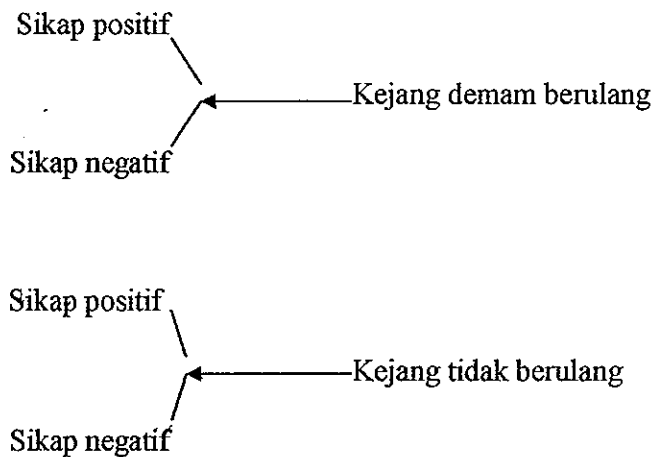 Sikap positif
Kejang demam berulang
Sikap negatif
Sikap positif
Kejang tidak berulang
Sikap negatif